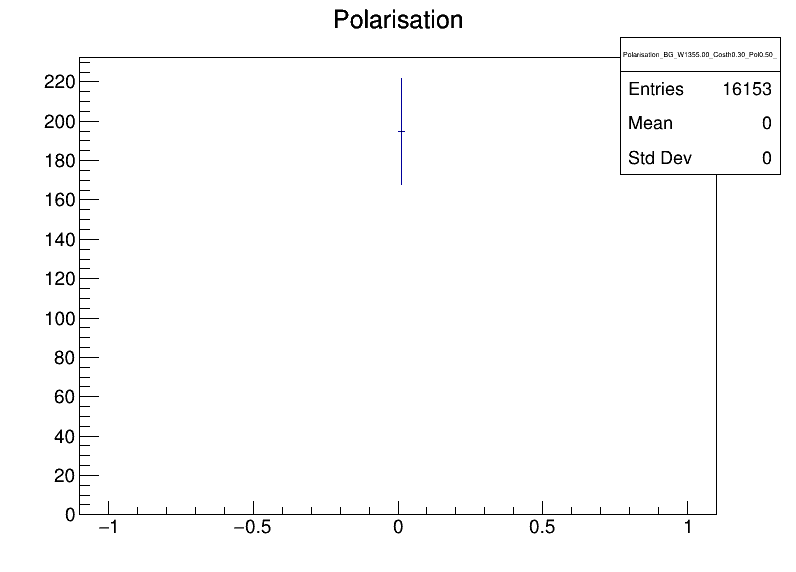 Polarisation
Polarisation_BG_W1355.00_Costh0.30_Pol0.50_
Entries 16153
Mean 0
Std Dev 0
220
200
180
160
140
120
100
80
60
40
20
0
−1 −0.5 0 0.5 1